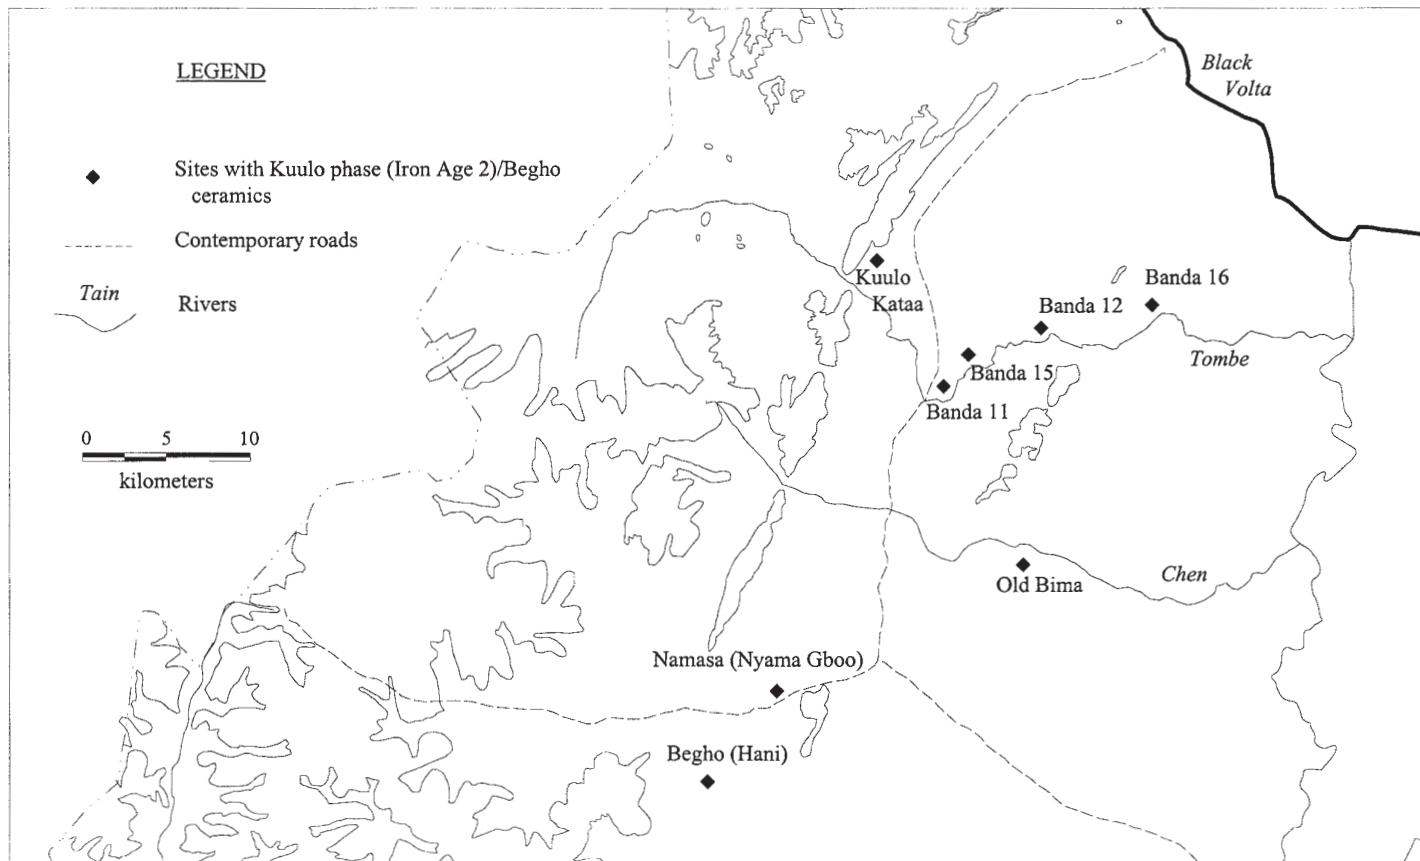 LEGEND
Sites with Kuulo phase (Iron Age 2)/Begho
ceramics
Contemporary roads
Tain
Rivers
0 5 10
kilometers
Black
Volta
Kuulo
Kataa
Banda 16
Banda 12
Tombe
Banda 15
Banda 11
Old Bima
Chen
Namasa (Nyama Gboo)
Begho (Hani)